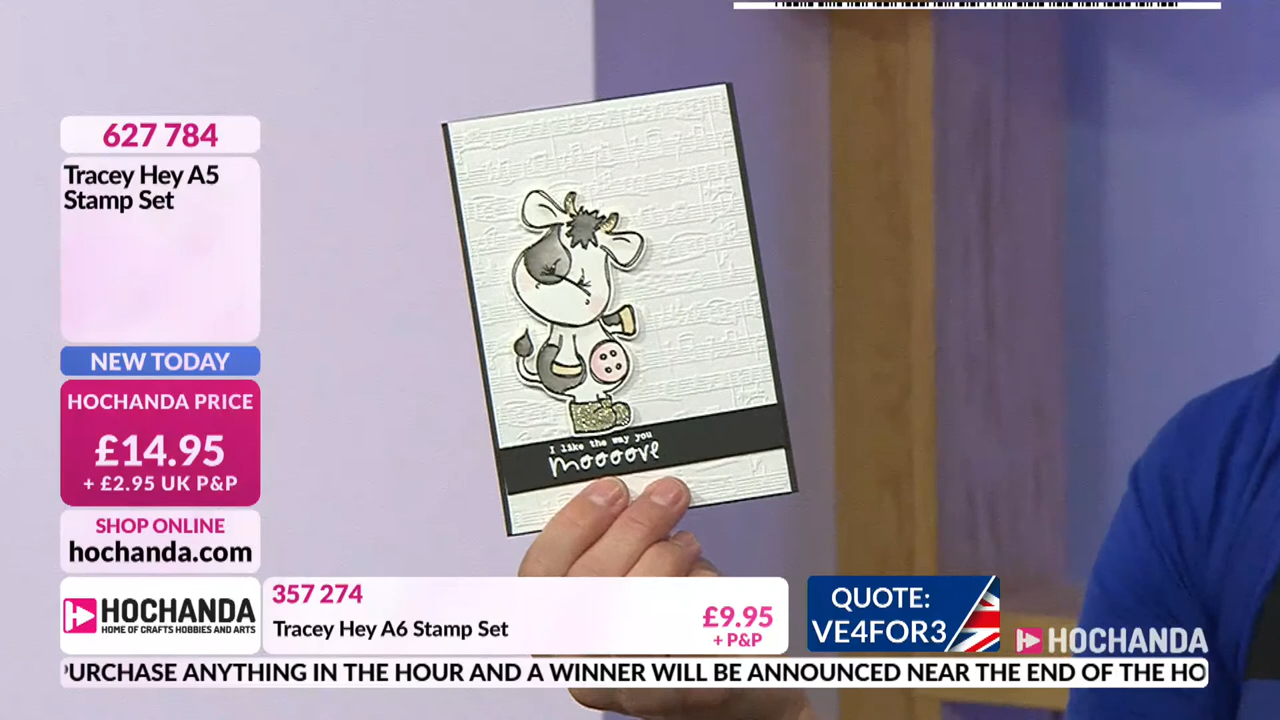 627 784
Tracey Hey A5
Stamp Set
NEW TODAY
HOCHANDA PRICE
£14.95
+ £2.95 UK P&P
SHOP ONLINE
hochanda.com
HOCHANDA
HOME OF CRAFTS HOBBIES AND ARTS
I like the way you
moooove
357 274
Tracey Hey A6 Stamp Set
£9.95
+ P&P
QUOTE:
VE4FOR3
HOCHANDA
PURCHASE ANYTHING IN THE HOUR AND A WINNER WILL BE ANNOUNCED NEAR THE END OF THE HO